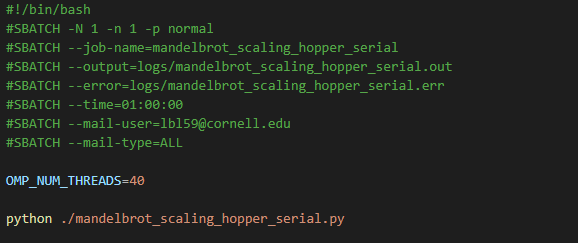 #!/bin/bash
#SBATCH -N 1 -n 1 -p normal
#SBATCH --job-name=mandelbrot_scaling_hopper_serial
#SBATCH --output=logs/mandelbrot_scaling_hopper_serial.out
#SBATCH --error=logs/mandelbrot_scaling_hopper_serial.err
#SBATCH --time=01:00:00
#SBATCH --mail-user=lbl59@cornell.edu
#SBATCH --mail-type=ALL
OMP_NUM_THREADS=40
python ./mandelbrot_scaling_hopper_serial.py